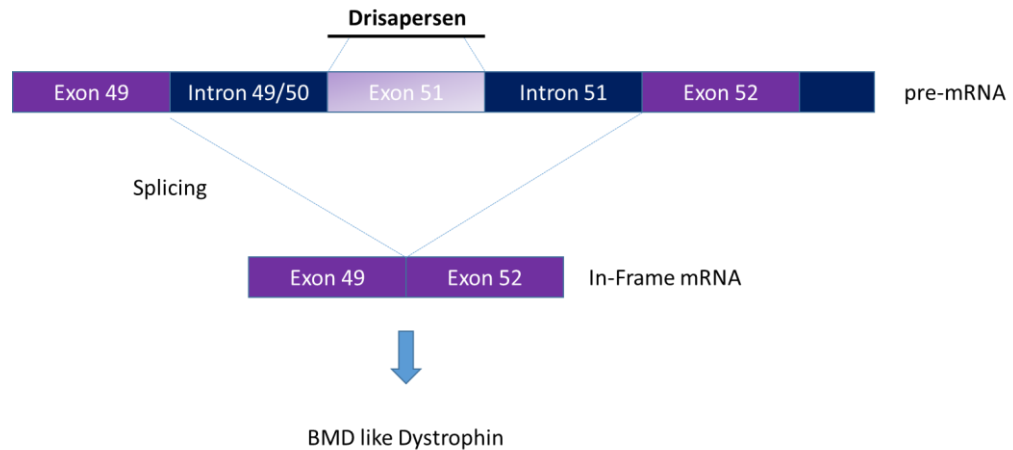 Drisapersen
Exon 49 Intron 49/50 Exon 51 Intron 51 Exon 52 pre-mRNA
Splicing
Exon 49 Exon 52 In-Frame mRNA
BMD like Dystrophin